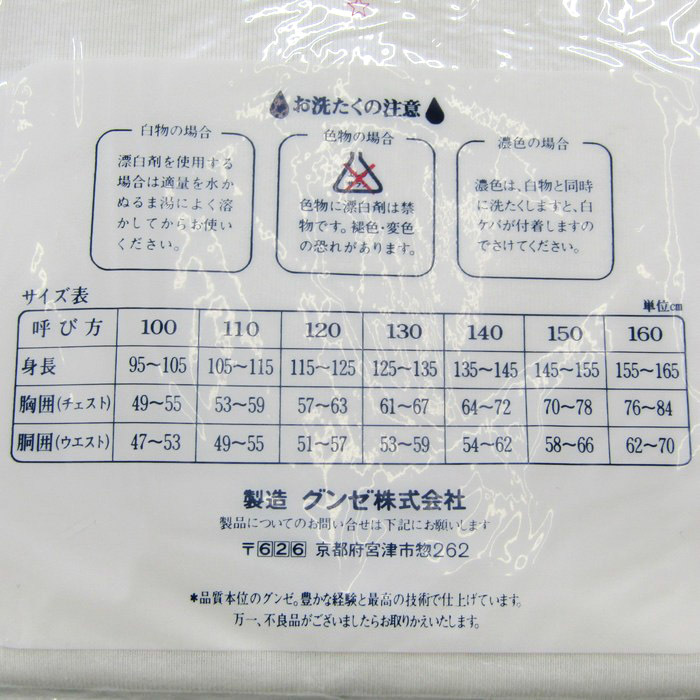 お洗たくの注意
白物の場合
漂白剤を使用する
場合は適量を水か
ぬるま湯によく溶
かしてからお使い
ください。
色物の場合
色物に漂白剤は禁
物です。褪色・変色
の恐れがあります。
濃色の場合
濃色は、白物と同時
に洗たくしますと、白
ケバが付着しますの
でさけてください。
サイズ表
単位cm
呼び方 100 110 120 130 140 150 160
身長 95〜105 105〜115 115〜125 125〜135 135〜145 145〜155 155〜165
胸囲(チェスト) 49〜55 53〜59 57〜63 61〜67 64〜72 70〜78 76〜84
胴囲(ウエスト) 47〜53 49〜55 51〜57 53〜59 54〜62 58〜66 62〜70
製造 グンゼ株式会社
製品についてのお問い合せは下記にお願いします
〒626 京都府宮津市惣262
*品質本位のグンゼ。豊かな経験と最高の技術で仕上げています。
万一、不良品がございましたらお取りかえいたします。